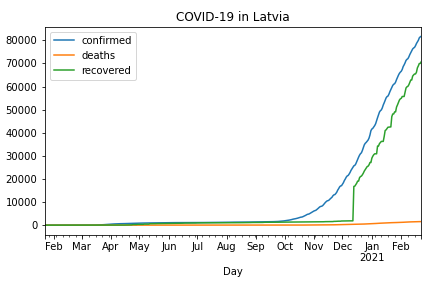 COVID-19 in Latvia
confirmed
deaths
recovered
80000
70000
60000
50000
40000
30000
20000
10000
0
Feb Mar Apr May Jun Jul Aug Sep Oct Nov Dec Jan Feb
2021
Day